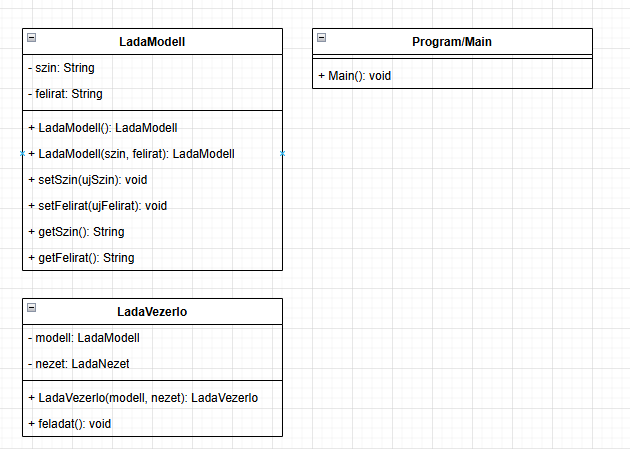 LadaModell
- szin: String
- felirat: String
+ LadaModell(): LadaModell
+ LadaModell(szin, felirat): LadaModell
+ setSzin(ujSzin): void
+ setFelirat(ujFelirat): void
+ getSzin(): String
+ getFelirat(): String
Program/Main
+ Main(): void
LadaVezerlo
- modell: LadaModell
- nezet: LadaNezet
+ LadaVezerlo(modell, nezet): LadaVezerlo
+ feladat(): void